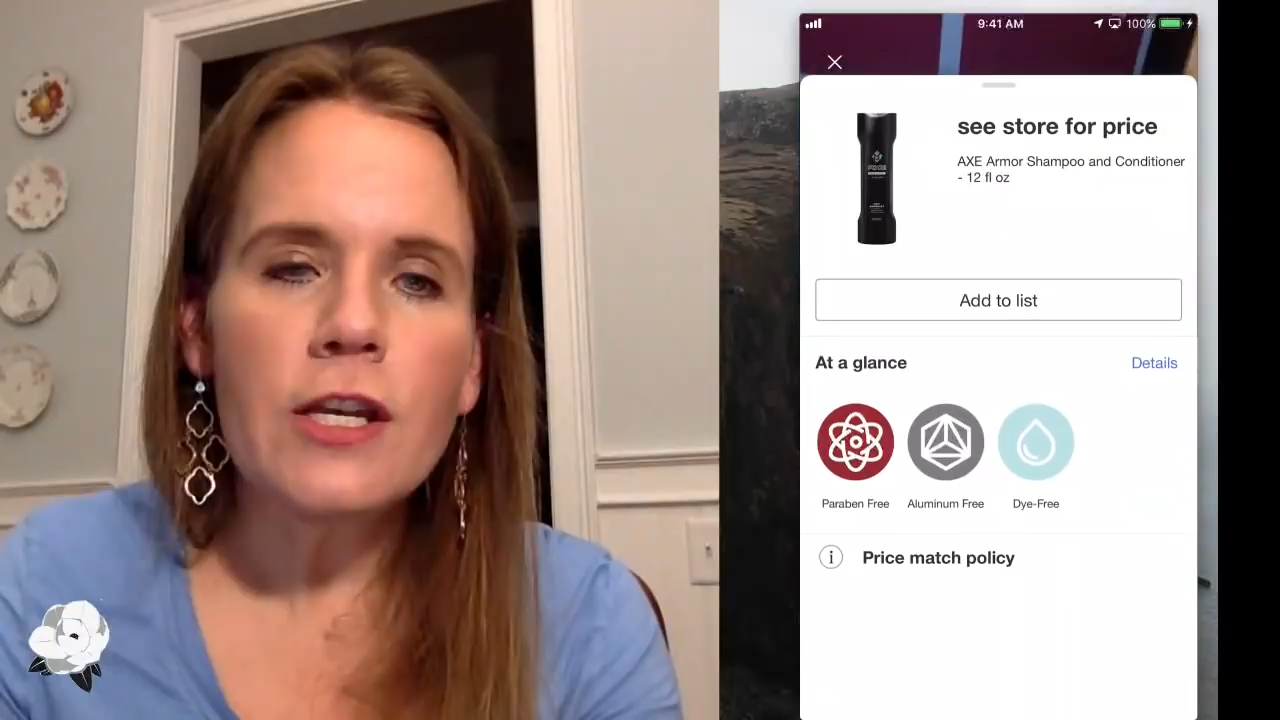 9:41 AM
100%
see store for price
AXE Armor Shampoo and Conditioner
- 12 fl oz
AXE
Add to list
At a glance
Details
Paraben Free
Aluminum Free
Dye-Free
Price match policy